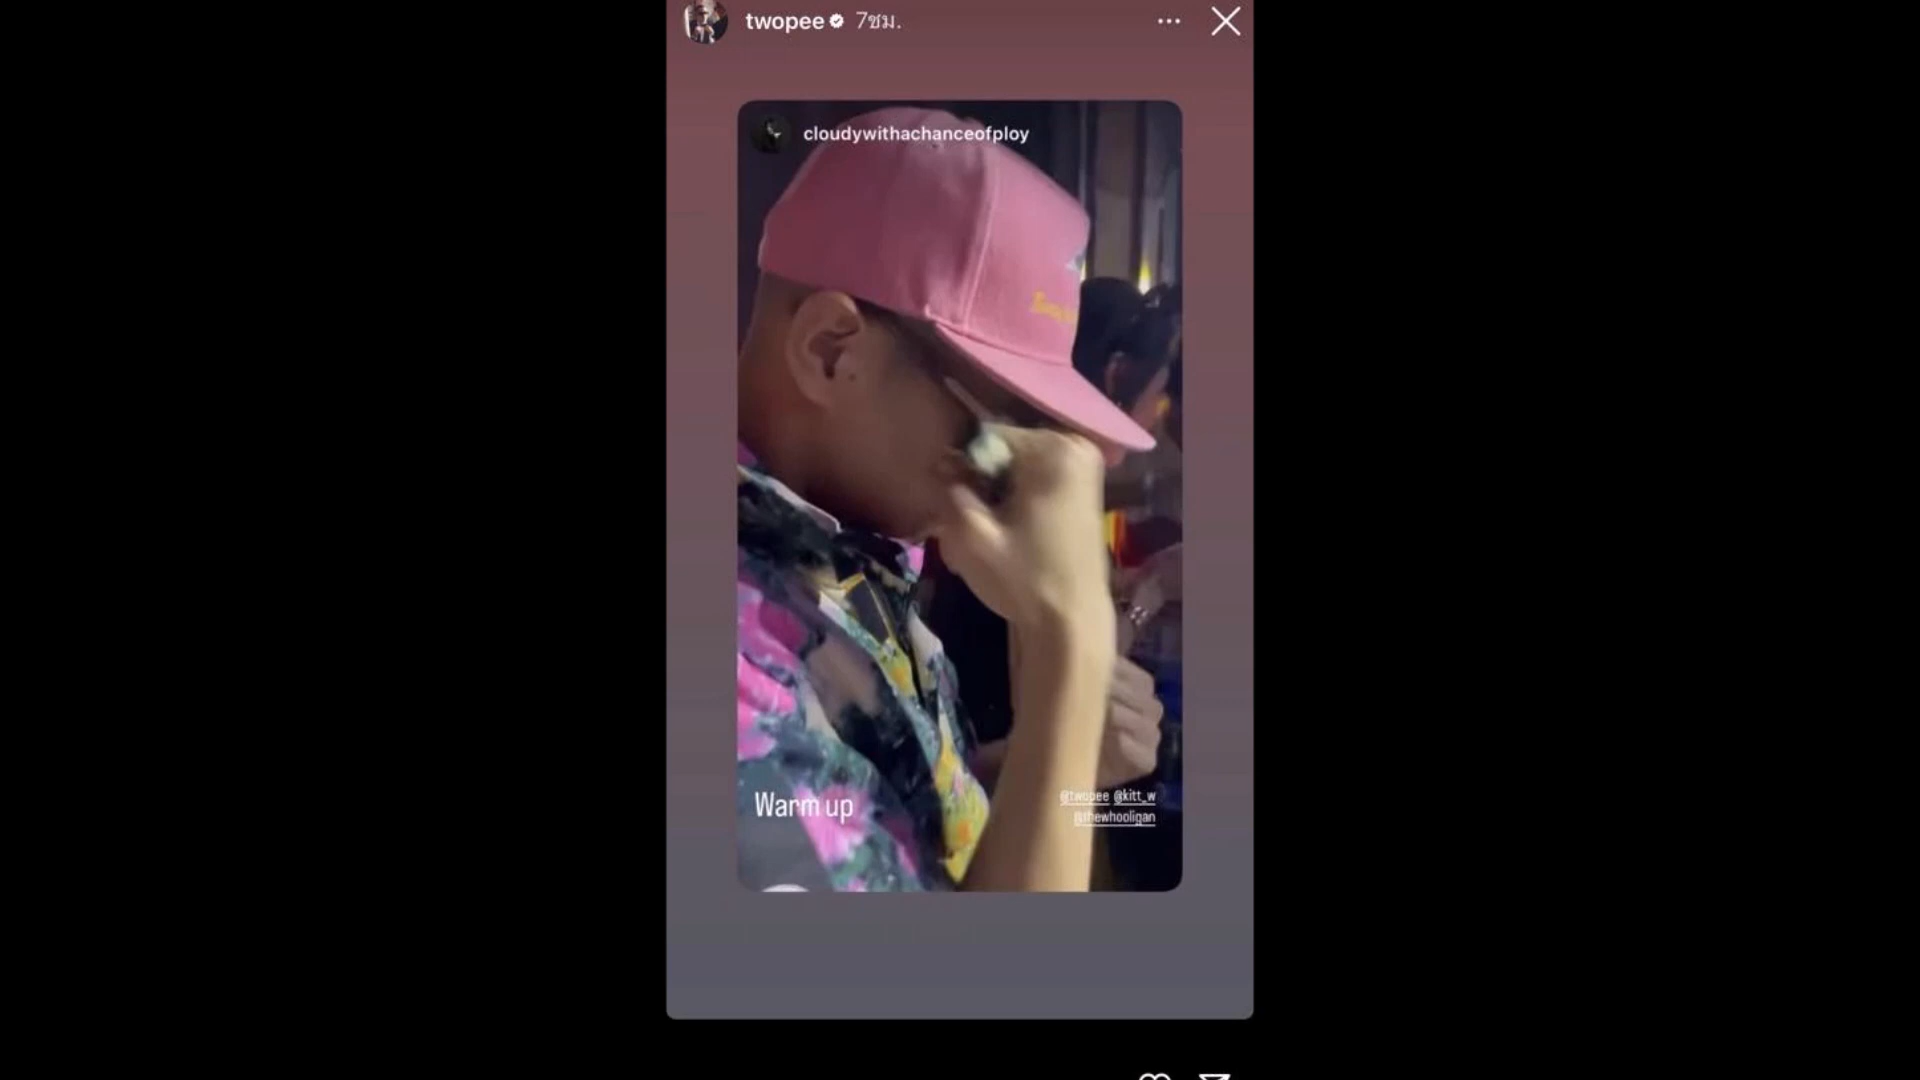 twopee 7ชม.
cloudywithachanceofploy
Warm up
@twopee @kitt_w
@thewhooligan